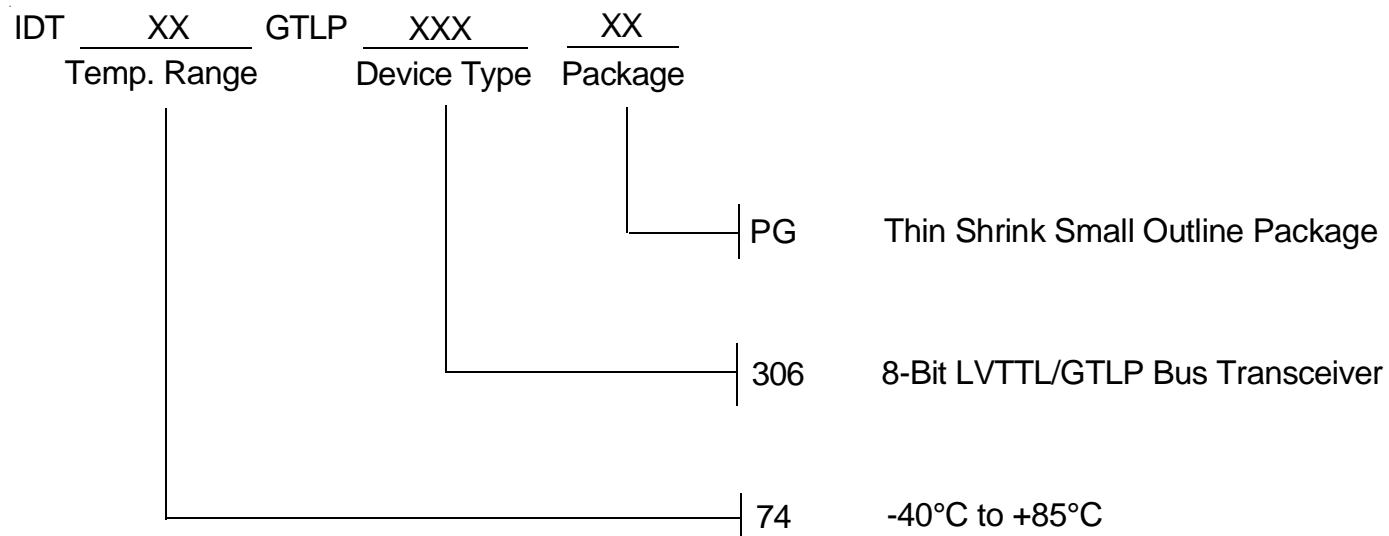 IDT XX GTLP XXX XX
Temp. Range Device Type Package
PG Thin Shrink Small Outline Package
306 8-Bit LVTTL/GTLP Bus Transceiver
74 -40°C to +85°C